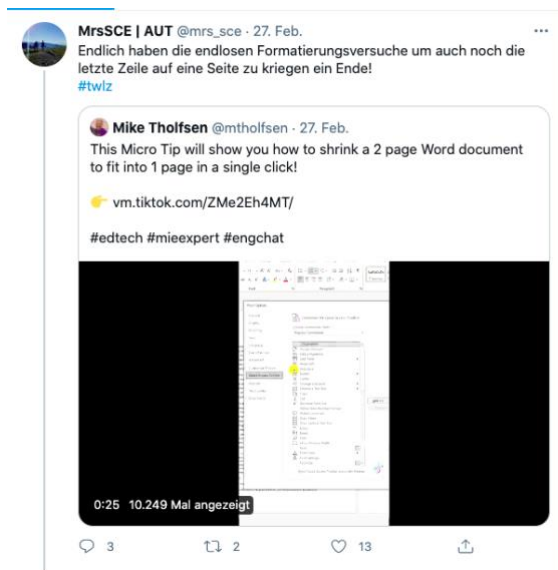 MrsSCE | AUT @mrs_sce · 27. Feb.
Endlich haben die endlosen Formatierungsversuche um auch noch die
letzte Zeile auf eine Seite zu kriegen ein Ende!
#twlz
Mike Tholfsen @mtholfsen · 27. Feb.
This Micro Tip will show you how to shrink a 2 page Word document
to fit into 1 page in a single click!
👉 vm.tiktok.com/ZMe2Eh4MT/
#edtech #mieexpert #engchat
0:25 10.249 Mal angezeigt
3 2 13